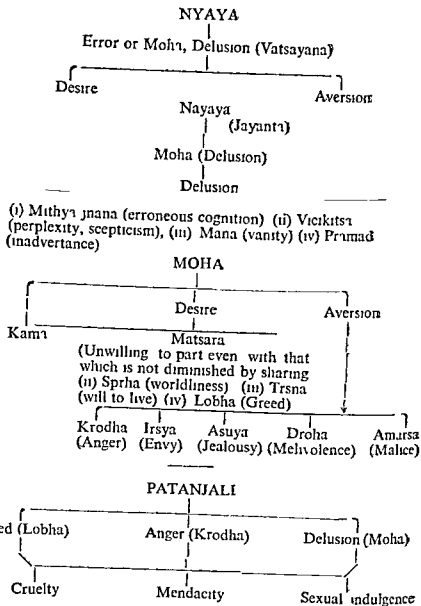 NYAYA
Error or Moha, Delusion (Vatsayana)
Desire
Aversion
Nayaya
(Jayanta)
Moha (Delusion)
Delusion
(i) Mithya jnana (erroneous cognition) (ii) Vicikitsa
(perplexity, scepticism), (iii) Mana (vanity) (iv) Pramad
(inadvertance)
MOHA
Desire
Aversion
Kama
Matsara
(Unwilling to part even with that
which is not diminished by sharing
(ii) Sprha (worldliness) (iii) Trsna
(will to live) (iv) Lobha (Greed)
Krodha Irsya Asuya Droha Amarsa
(Anger) (Envy) (Jealousy) (Melivolence) (Malice)
PATANJALI
ed (Lobha) Anger (Krodha) Delusion (Moha)
Cruelty Mendacity Sexual indulgence